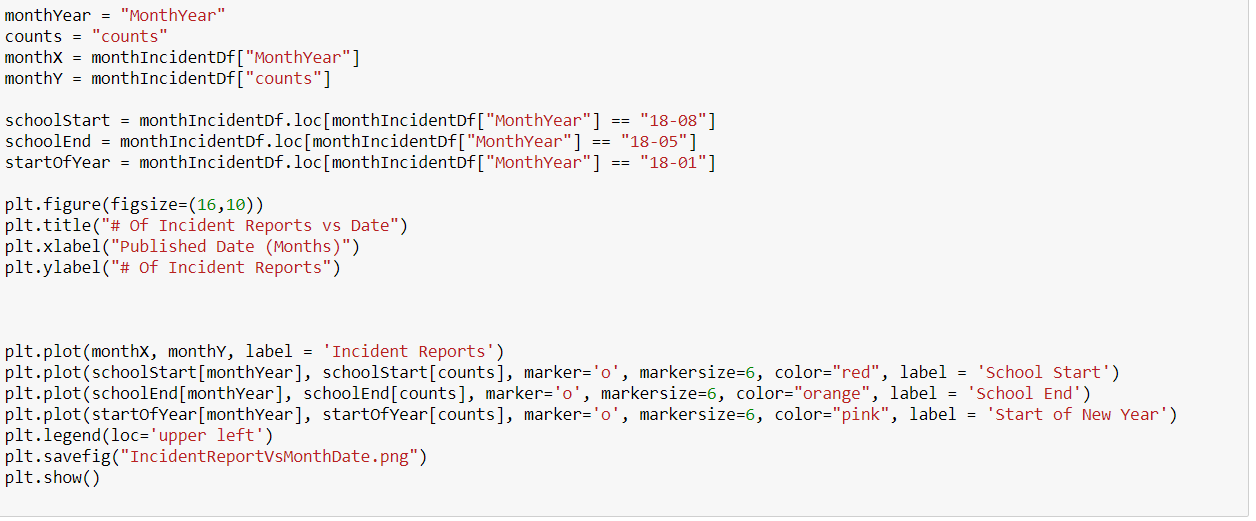 monthYear = "MonthYear"
counts = "counts"
monthX = monthIncidentDf["MonthYear"]
monthY = monthIncidentDf["counts"]
schoolStart = monthIncidentDf.loc[monthIncidentDf["MonthYear"] == "18-08"]
schoolEnd = monthIncidentDf.loc[monthIncidentDf["MonthYear"] == "18-05"]
startOfYear = monthIncidentDf.loc[monthIncidentDf["MonthYear"] == "18-01"]
plt.figure(figsize=(16,10))
plt.title("# Of Incident Reports vs Date")
plt.xlabel("Published Date (Months)")
plt.ylabel("# Of Incident Reports")
plt.plot(monthX, monthY, label = 'Incident Reports')
plt.plot(schoolStart[monthYear], schoolStart[counts], marker='o', markersize=6, color="red", label = 'School Start')
plt.plot(schoolEnd[monthYear], schoolEnd[counts], marker='o', markersize=6, color="orange", label = 'School End')
plt.plot(startOfYear[monthYear], startOfYear[counts], marker='o', markersize=6, color="pink", label = 'Start of New Year')
plt.legend(loc='upper left')
plt.savefig("IncidentReportVsMonthDate.png")
plt.show()